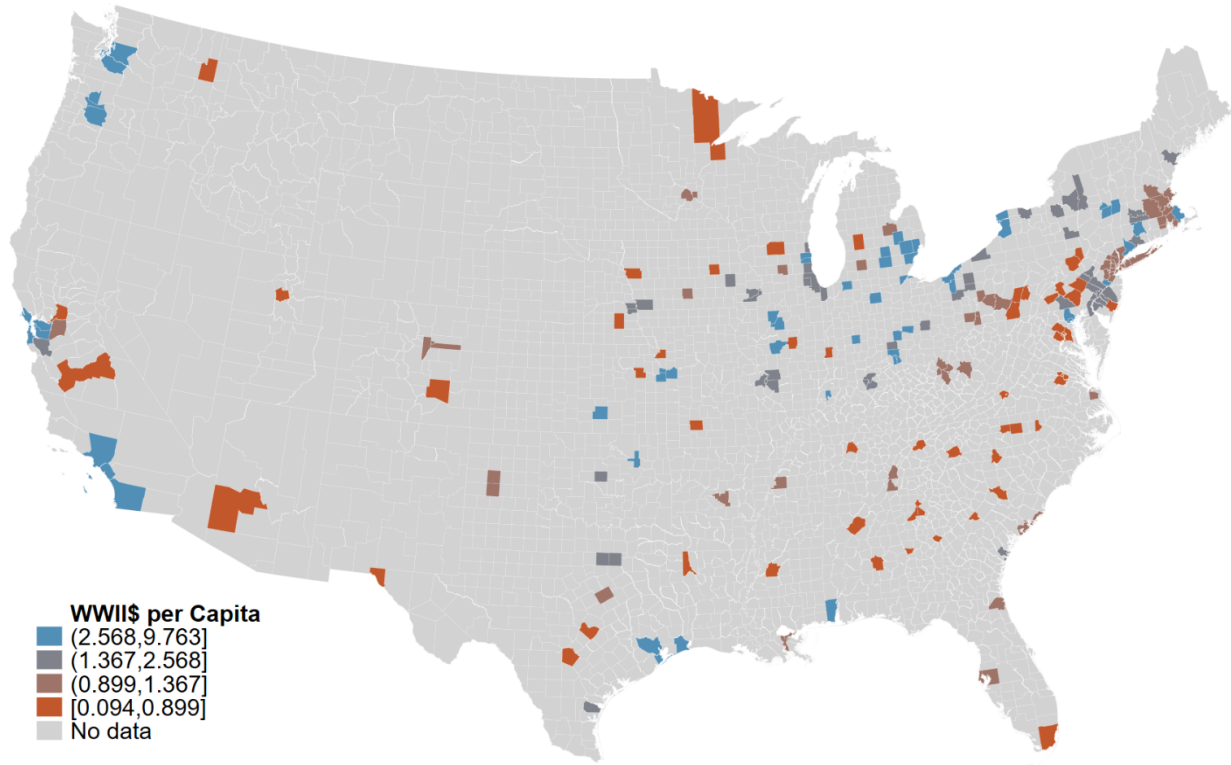 WWII$ per Capita
(2.568,9.763]
(1.367,2.568]
(0.899,1.367]
[0.094,0.899]
No data